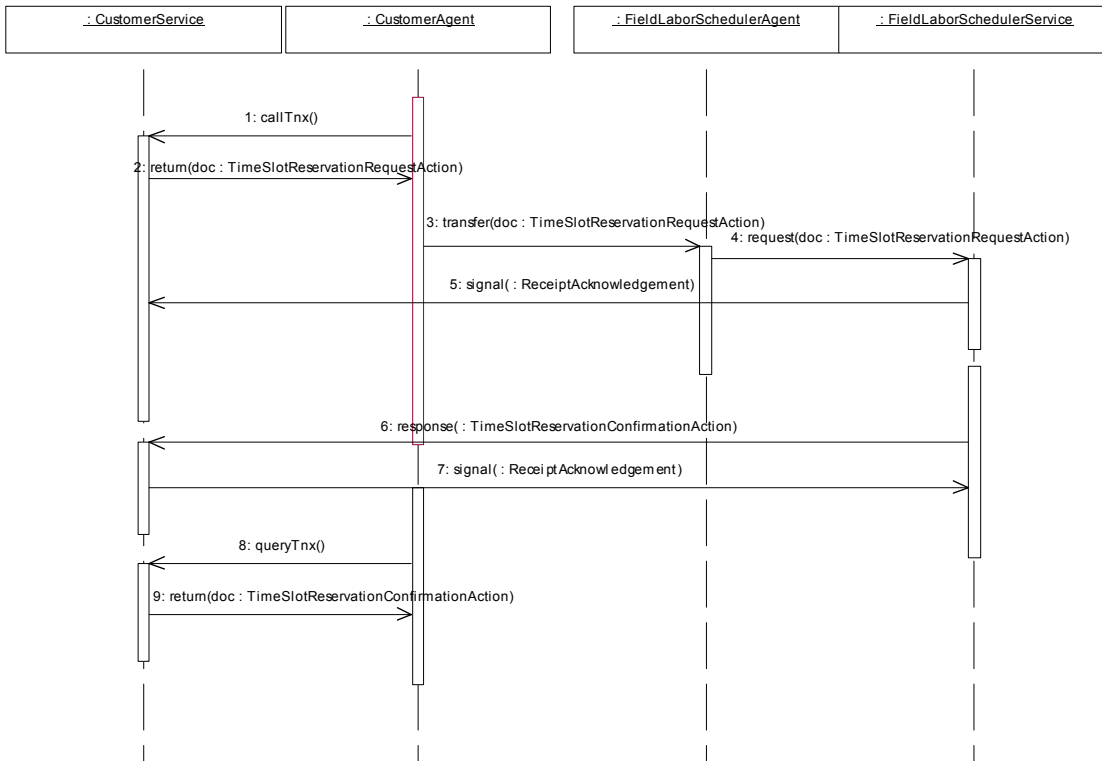 : CustomerService
: CustomerAgent
: FieldLaborSchedulerAgent
: FieldLaborSchedulerService
1: callTnx()
2: return(doc : TimeSlotReservationRequestAction)
3: transfer(doc : TimeSlotReservationRequestAction)
4: request(doc : TimeSlotReservationRequestAction)
5: signal( : ReceiptAcknowledgement)
6: response( : TimeSlotReservationConfirmationAction)
7: signal( : ReceiptAcknowledgement)
8: queryTnx()
9: return(doc : TimeSlotReservationConfirmationAction)